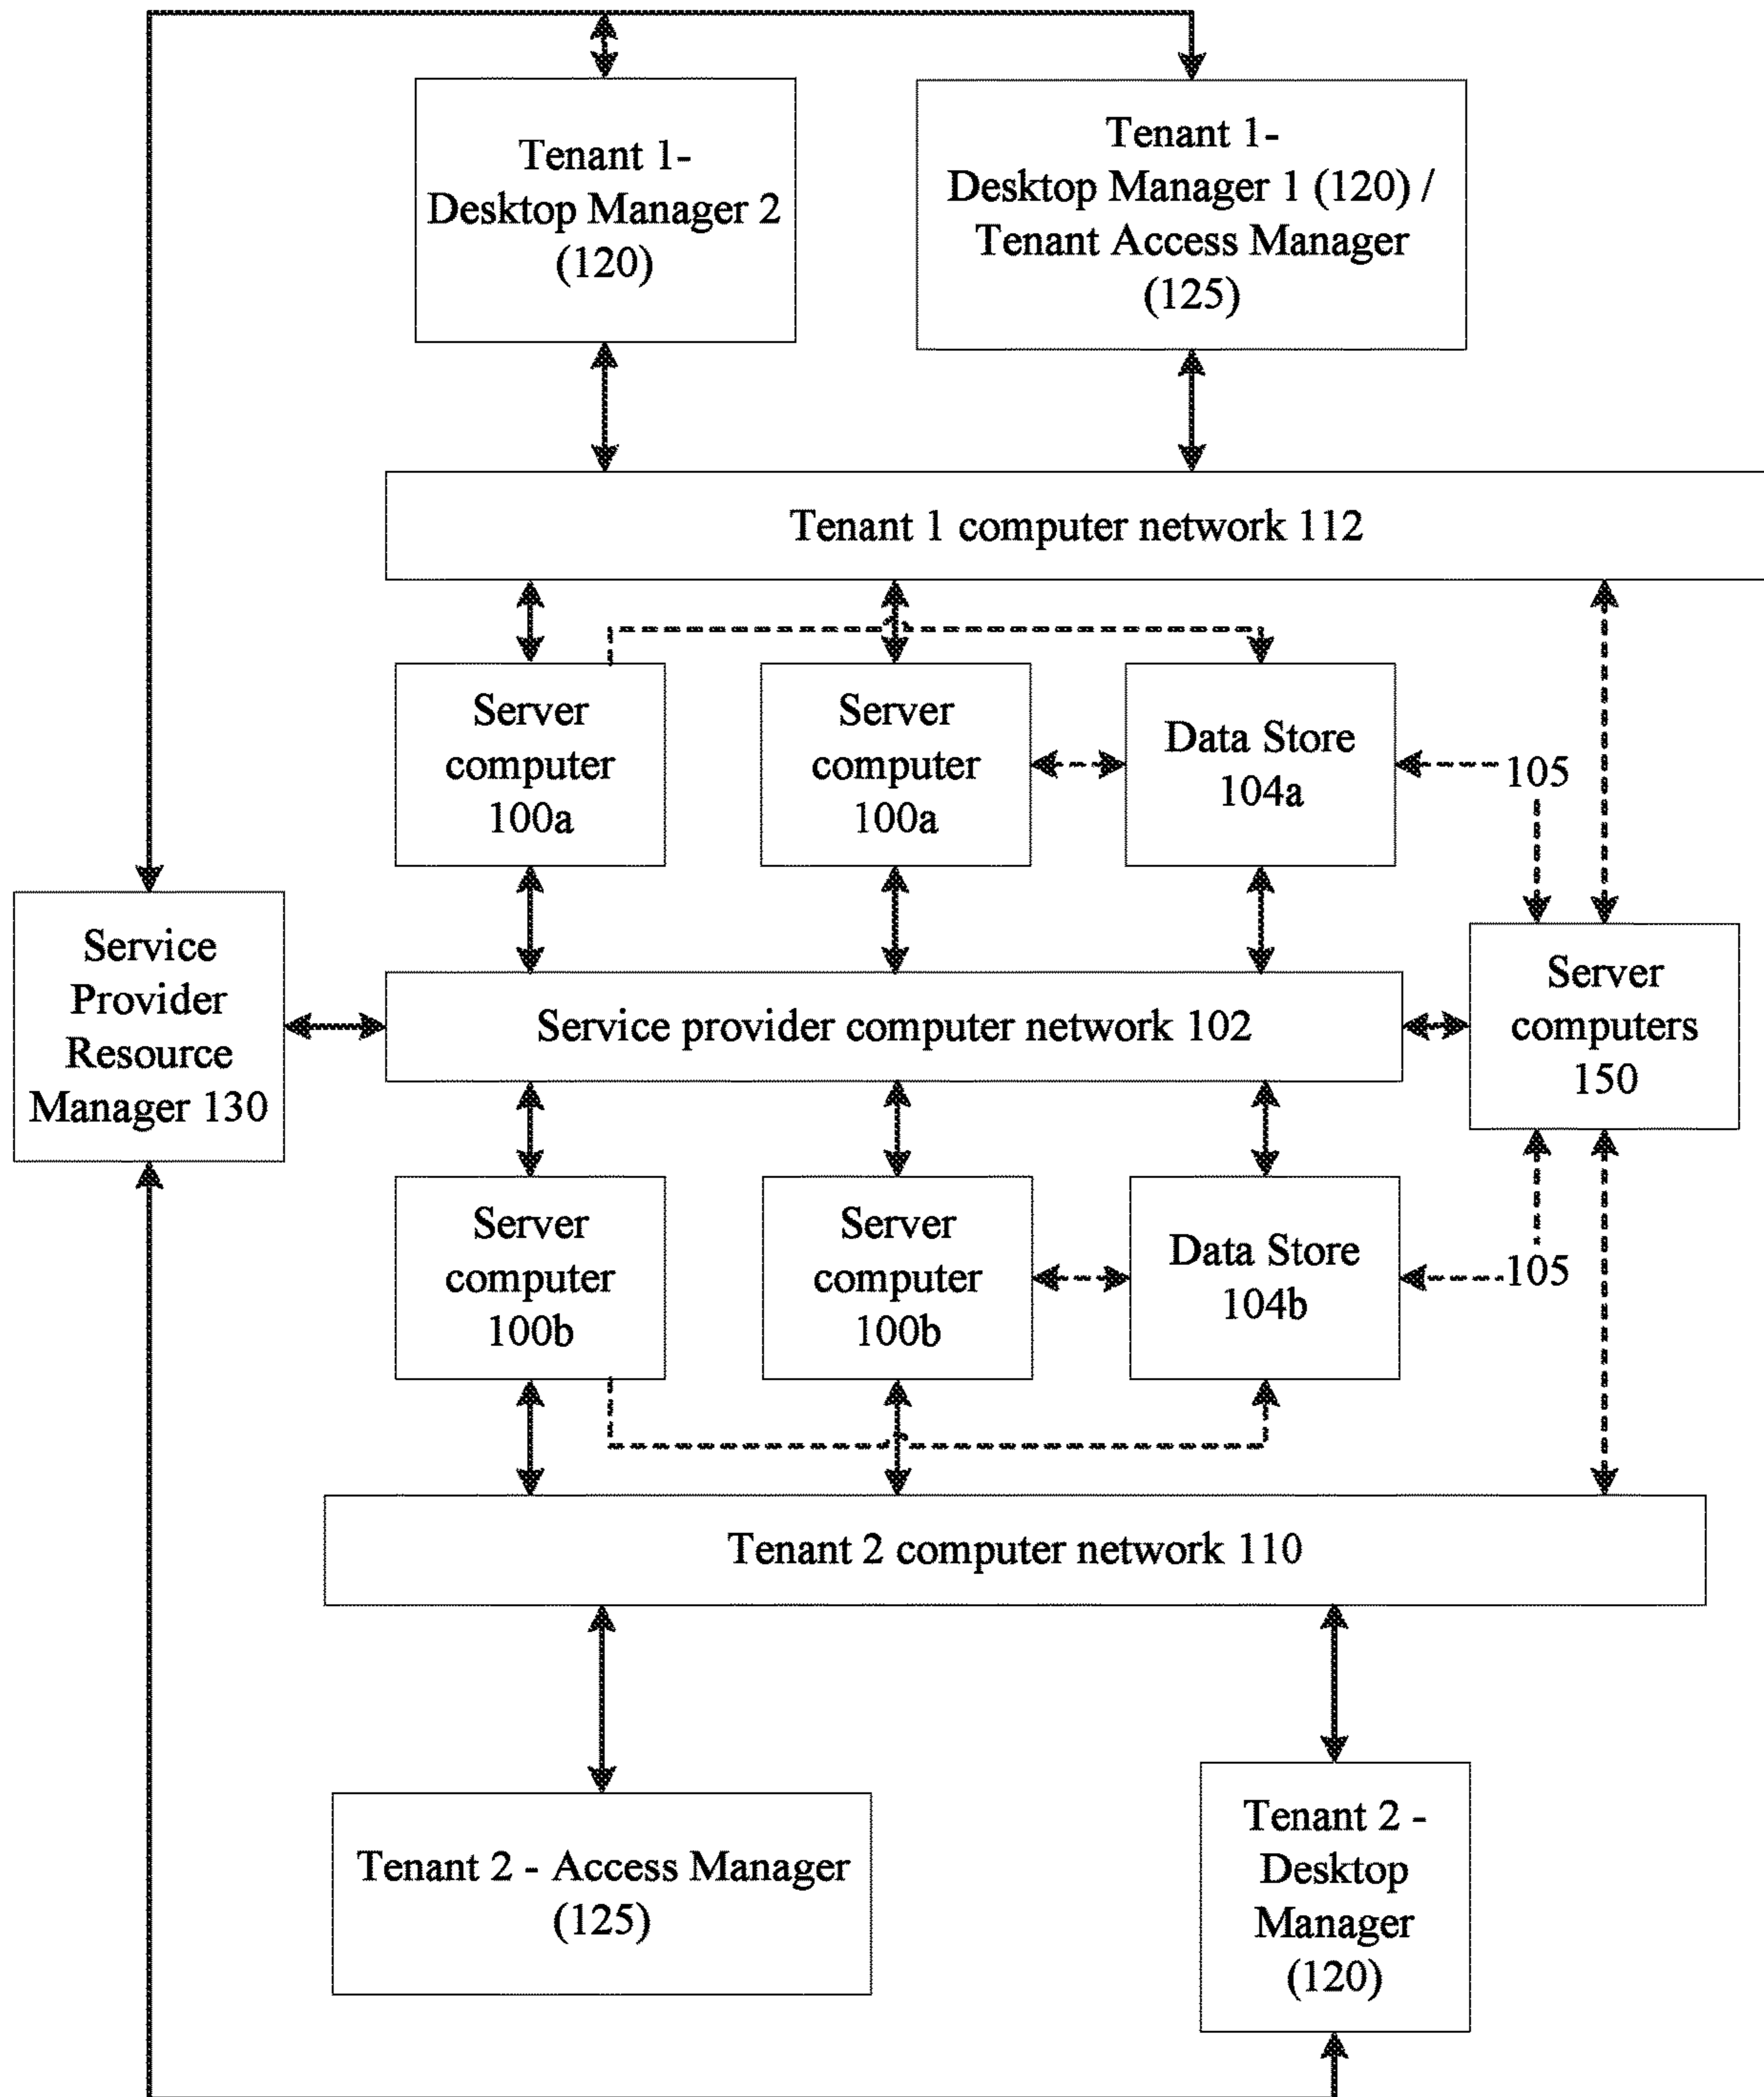 Tenant 1-
Desktop Manager 2
(120)
Tenant 1-
Desktop Manager 1 (120) /
Tenant Access Manager
(125)
Tenant 1 computer network 112
Server
computer
100a
Server
computer
100a
Data Store
104a
105
Service
Provider
Resource
Manager 130
Service provider computer network 102
Server
computers
150
Server
computer
100b
Server
computer
100b
Data Store
104b
105
Tenant 2 computer network 110
Tenant 2 - Access Manager
(125)
Tenant 2 -
Desktop
Manager
(120)